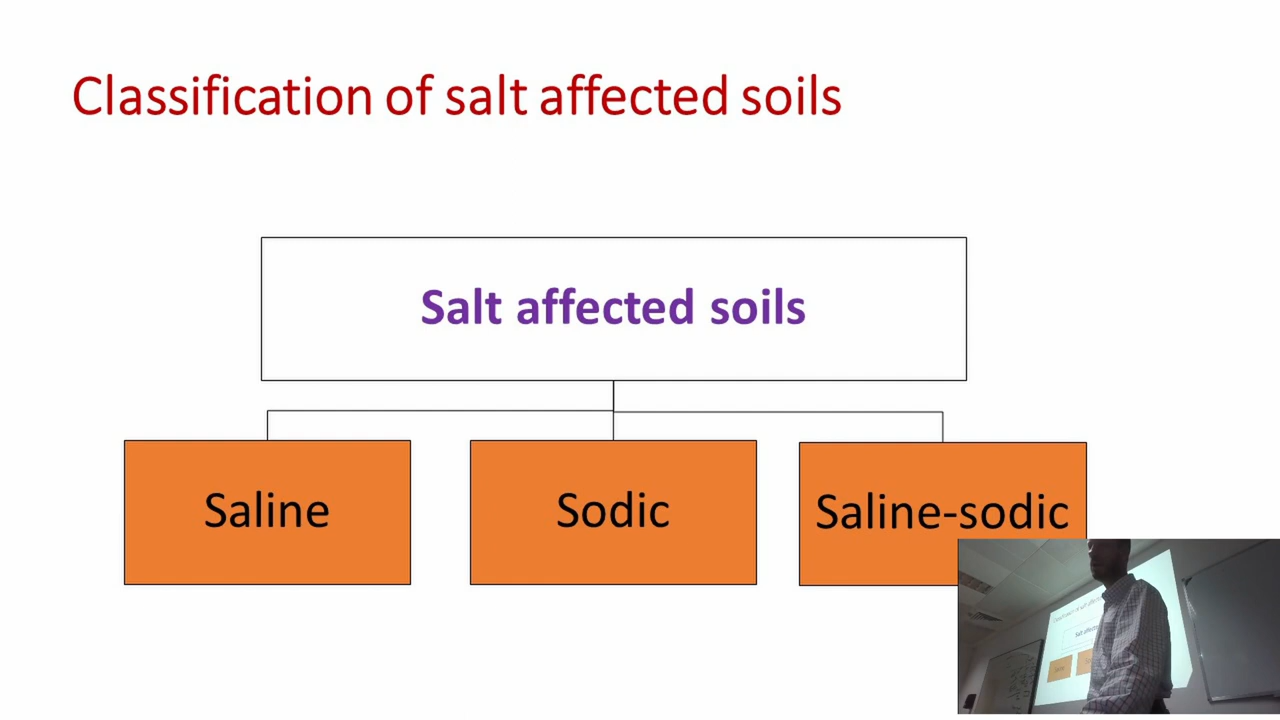 Classification of salt affected soils
Salt affected soils
Saline
Sodic
Saline-sodic